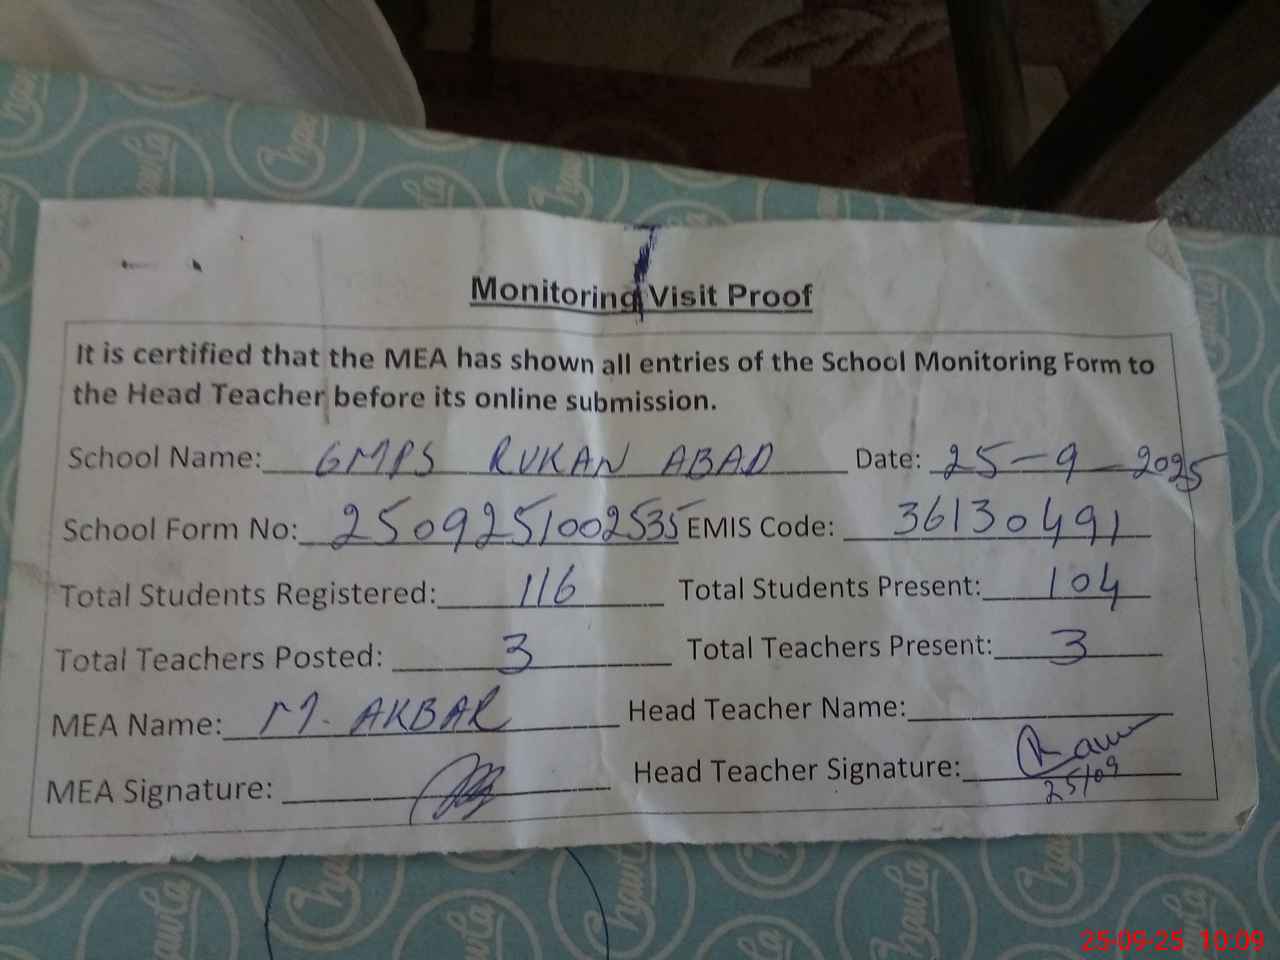 Monitoring Visit Proof
It is certified that the MEA has shown all entries of the School Monitoring Form to
the Head Teacher before its online submission.
School Name: GMPS RUKAN ABAD Date: 25-9-2025
School Form No: 2509251002535 EMIS Code: 36130491
Total Students Registered: 116 Total Students Present: 104
Total Teachers Posted: 3 Total Teachers Present: 3
MEA Name: M. AKBAR Head Teacher Name:
MEA Signature: Head Teacher Signature:
25/09
25-09-25 10:09